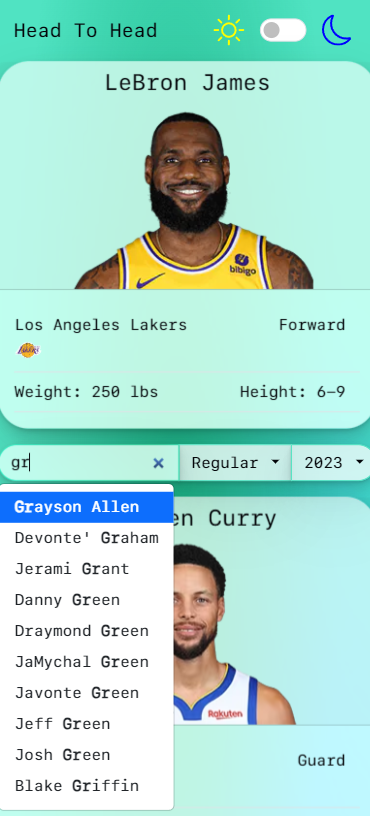 Head To Head
LeBron James
bibigo
Los Angeles Lakers Forward
LAKERS
Weight: 250 lbs Height: 6-9
gr × Regular 2023
en Curry
Grayson Allen
Devonte' Graham
Jerami Grant
Danny Green
Draymond Green
JaMychal Green
Javonte Green
Rakuten
Jeff Green
Josh Green
Guard
Blake Griffin